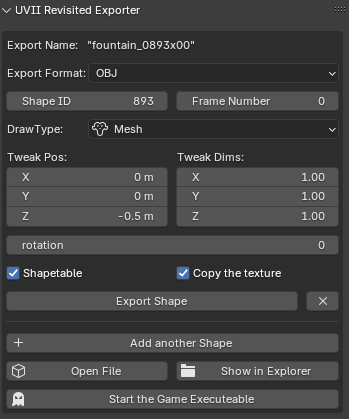 UVII Revisited Exporter
Export Name: "fountain_0893x00"
Export Format: OBJ
Shape ID 893 Frame Number 0
DrawType: Mesh
Tweak Pos: Tweak Dims:
X 0 m X 1.00
Y 0 m Y 1.00
Z -0.5 m Z 1.00
rotation 0
Shapetable Copy the texture
Export Shape
Add another Shape
Open File Show in Explorer
Start the Game Executeable